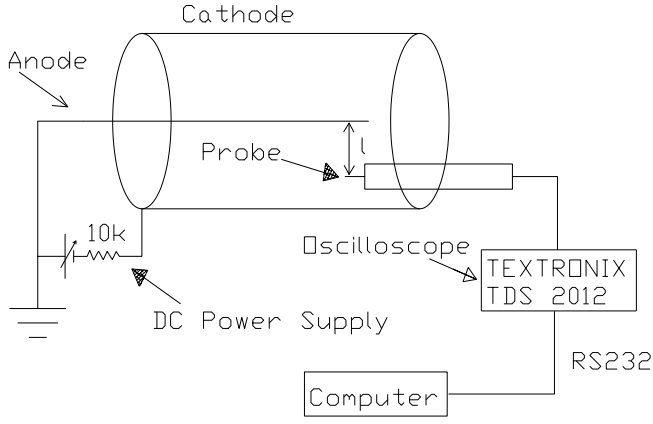 Cathode
Anode
l
Probe
10k
Oscilloscope
TEXTRONIX
TDS 2012
DC Power Supply
RS232
Computer